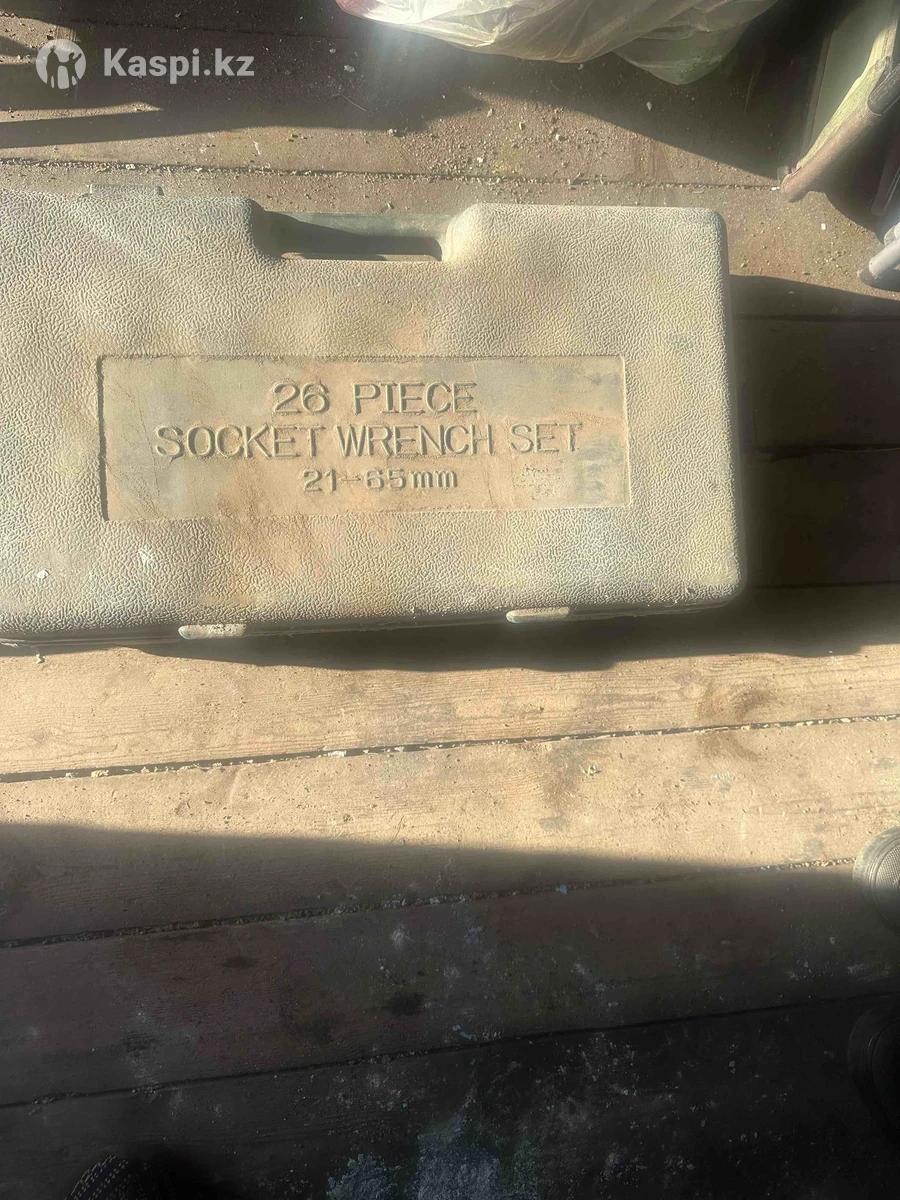 Kaspi.kz
26 PIECE
SOCKET WRENCH SET
21-65mm